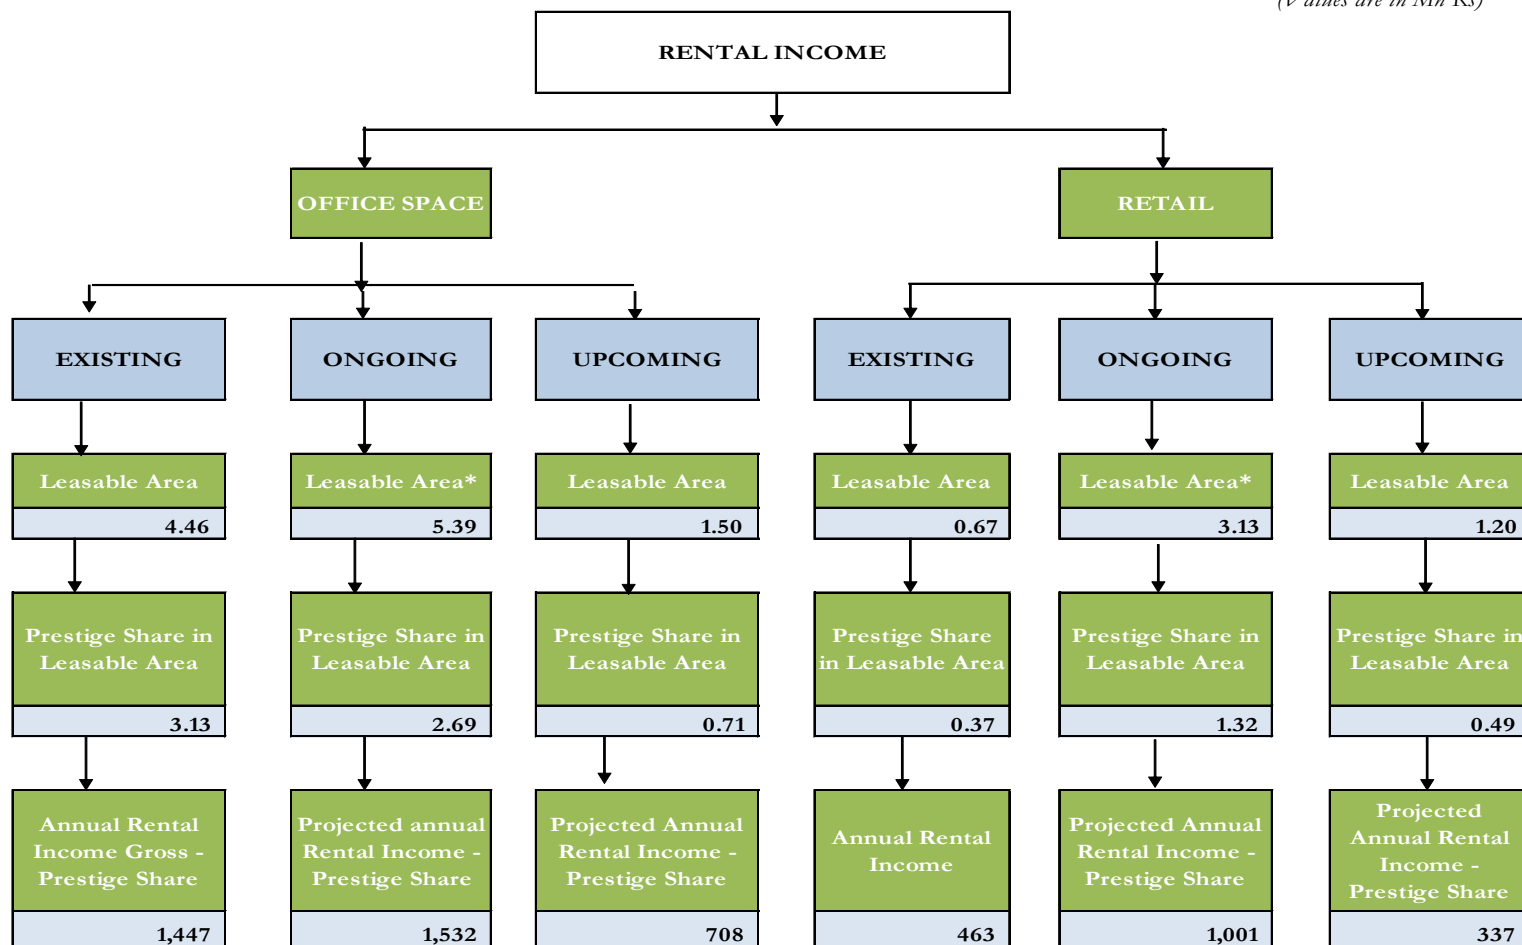 (Values are in Mn Rs)
RENTAL INCOME
OFFICE SPACE
RETAIL
EXISTING
ONGOING
UPCOMING
EXISTING
ONGOING
UPCOMING
Leasable Area
Leasable Area*
Leasable Area
Leasable Area
Leasable Area*
Leasable Area
4.46
5.39
1.50
0.67
3.13
1.20
Prestige Share in
Leasable Area
Prestige Share in
Leasable Area
Prestige Share in
Leasable Area
Prestige Share
in Leasable Area
Prestige Share in
Leasable Area
Prestige Share in
Leasable Area
3.13
2.69
0.71
0.37
1.32
0.49
Annual Rental
Income Gross -
Prestige Share
Projected annual
Rental Income -
Prestige Share
Projected Annual
Rental Income -
Prestige Share
Annual Rental
Income
Projected Annual
Rental Income -
Prestige Share
Projected
Annual Rental
Income -
Prestige Share
1,447
1,532
708
463
1,001
337